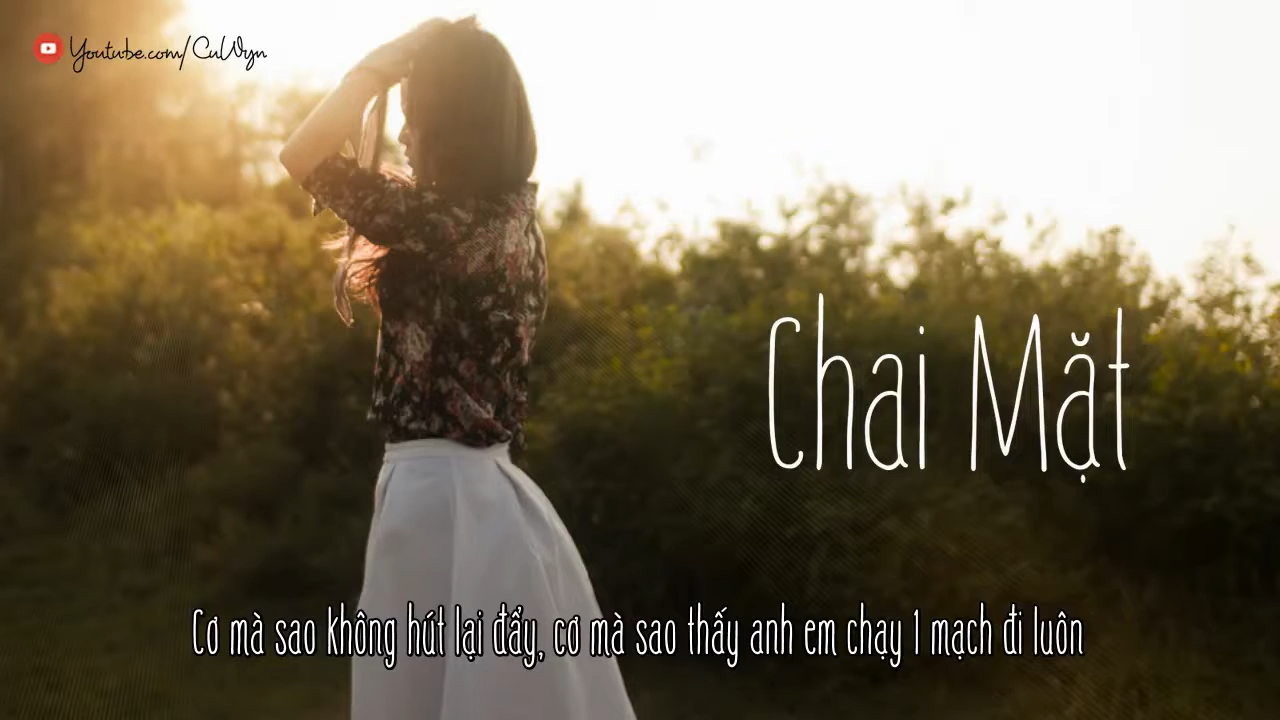 Youtube.com/CuWyn
Chai Mặt
Cơ mà sao không hút lại đẩy, cơ mà sao thấy anh em chạy 1 mạch đi luôn